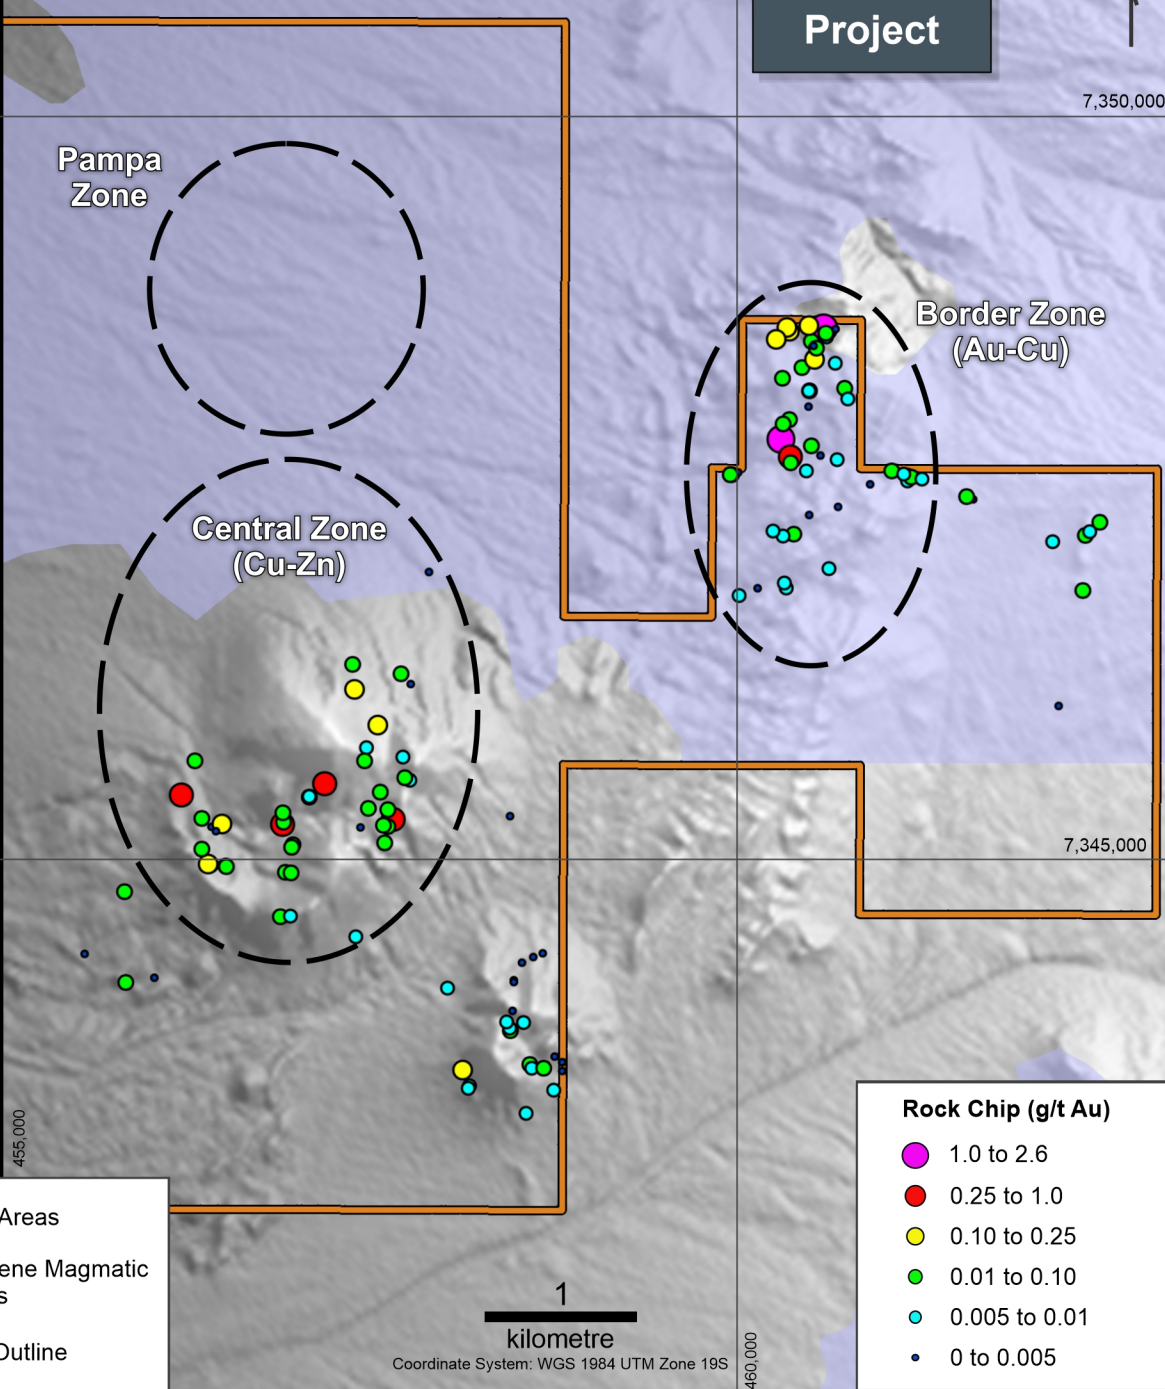 Project
7,350,000
Pampa
Zone
Border Zone
(Au-Cu)
Central Zone
(Cu-Zn)
7,345,000
455,000
Areas
ene Magmatic
s
Outline
1
kilometre
Coordinate System: WGS 1984 UTM Zone 19S
460,000
Rock Chip (g/t Au)
1.0 to 2.6
0.25 to 1.0
0.10 to 0.25
0.01 to 0.10
0.005 to 0.01
0 to 0.005